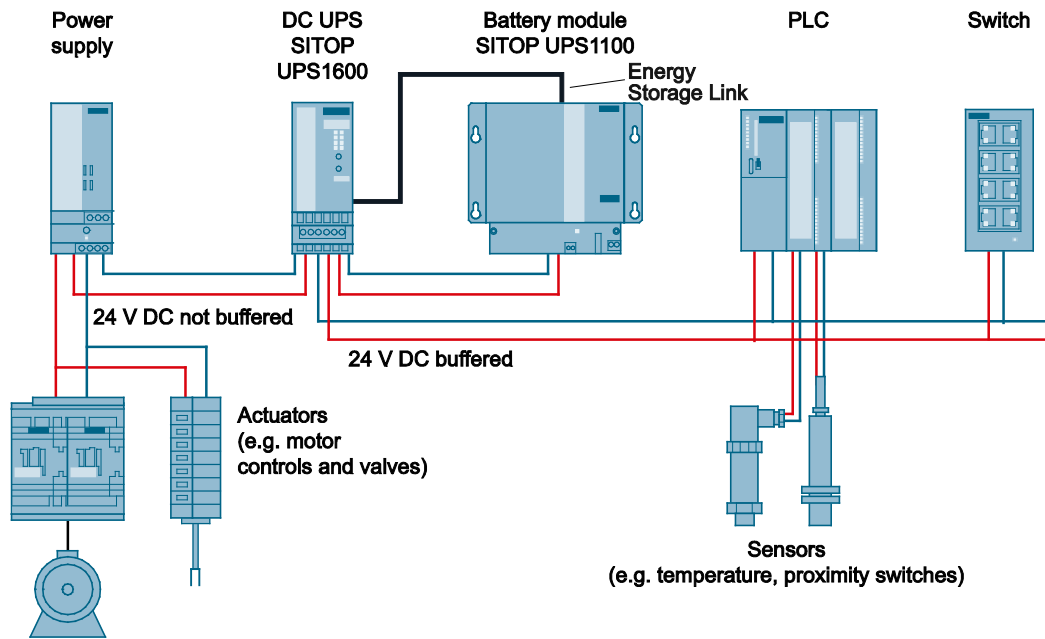 Power
supply
DC UPS
SITOP
UPS1600
Battery module
SITOP UPS1100
PLC
Switch
Energy
Storage Link
24 V DC not buffered
24 V DC buffered
Actuators
(e.g. motor
controls and valves)
Sensors
(e.g. temperature, proximity switches)